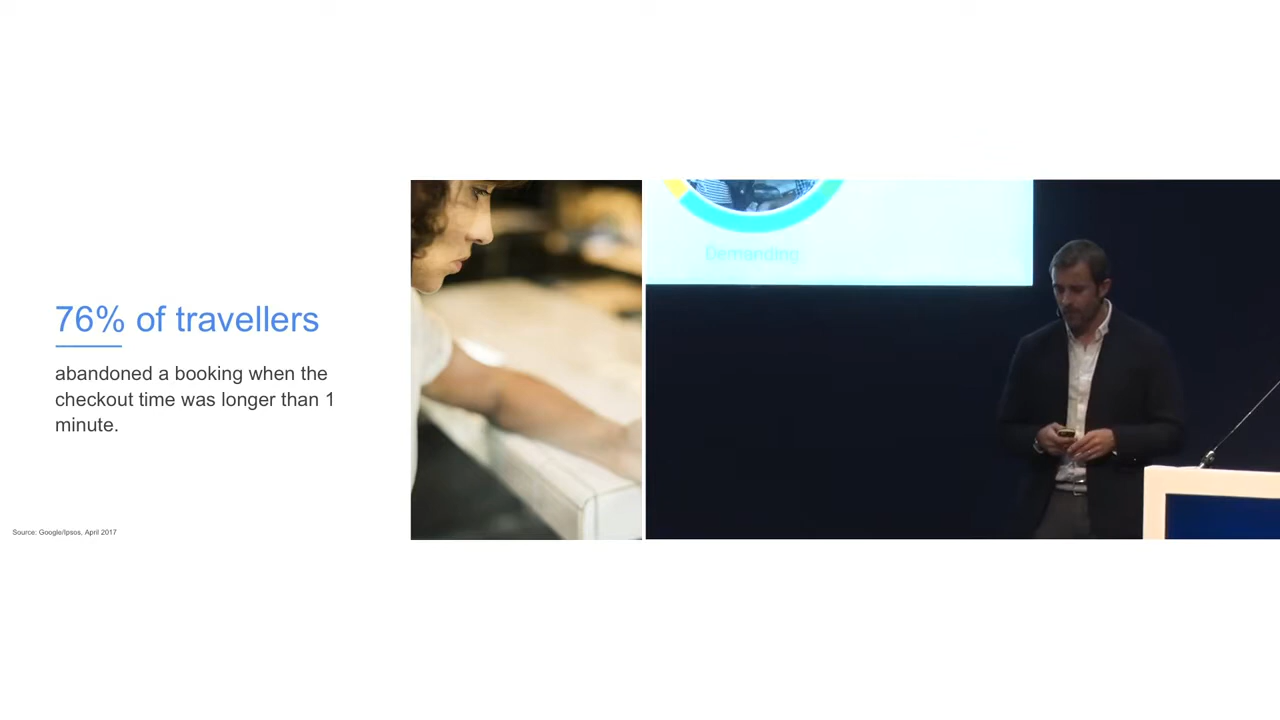 76% of travellers
abandoned a booking when the
checkout time was longer than 1
minute.
Source: Google/Ipsos, April 2017
Demanding